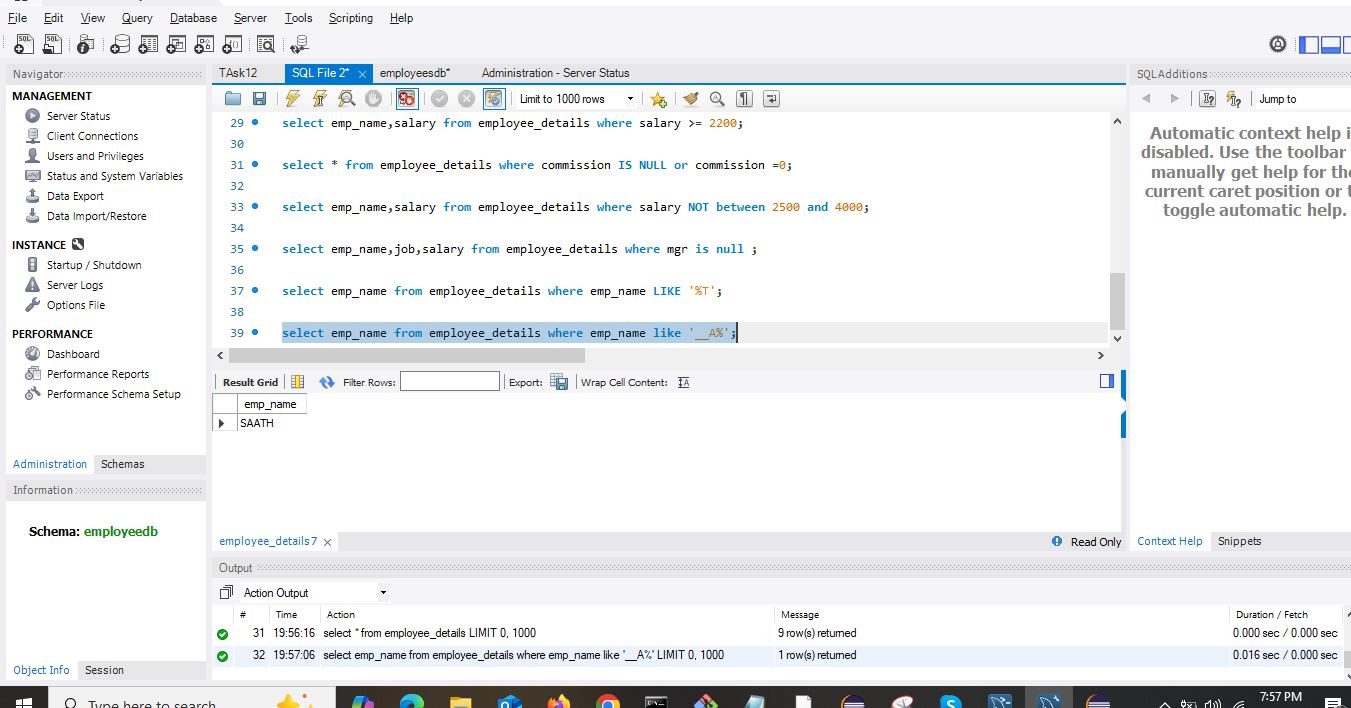 File Edit View Query Database Server Tools Scripting Help
Navigator
MANAGEMENT
Server Status
Client Connections
Users and Privileges
Status and System Variables
Data Export
Data Import/Restore
INSTANCE
Startup / Shutdown
Server Logs
Options File
PERFORMANCE
Dashboard
Performance Reports
Performance Schema Setup
Administration Schemas
Information
Schema: employeedb
Object Info Session
TAsk12 SQL File 2* employeesdb* Administration - Server Status
Limit to 1000 rows
29 select emp_name,salary from employee_details where salary >= 2200;
30
31 select * from employee_details where commission IS NULL or commission =0;
32
33 select emp_name,salary from employee_details where salary NOT between 2500 and 4000;
34
35 select emp_name,job,salary from employee_details where mgr is null ;
36
37 select emp_name from employee_details where emp_name LIKE '%T';
38
39 select emp_name from employee_details where emp_name like '__A%';
Result Grid Filter Rows: Export: Wrap Cell Content:
emp_name
SAATH
employee_details7
Read Only
Output
Action Output
# Time Action Message Duration / Fetch
31 19:56:16 select * from employee_details LIMIT 0, 1000 9 row(s) returned 0.000 sec / 0.000 sec
32 19:57:06 select emp_name from employee_details where emp_name like '__A%' LIMIT 0, 1000 1 row(s) returned 0.016 sec / 0.000 sec
SQLAdditions
Jump to
Automatic context help i
disabled. Use the toolbar
manually get help for the
current caret position or t
toggle automatic help.
Context Help Snippets
Type here to search
7:57 PM